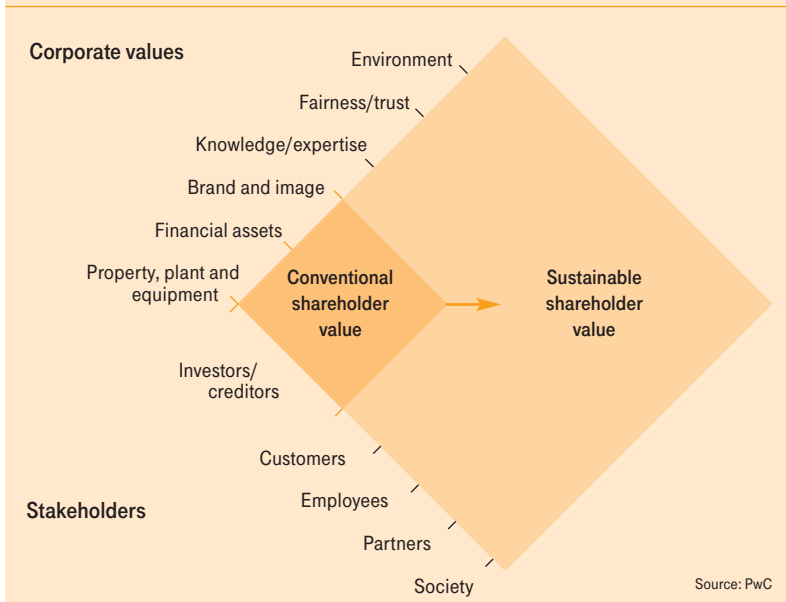 Corporate values
Environment
Fairness/trust
Knowledge/expertise
Brand and image
Financial assets
Property, plant and
equipment
Conventional
shareholder
value
Sustainable
shareholder
value
Investors/
creditors
Customers
Employees
Stakeholders
Partners
Society
Source: PwC